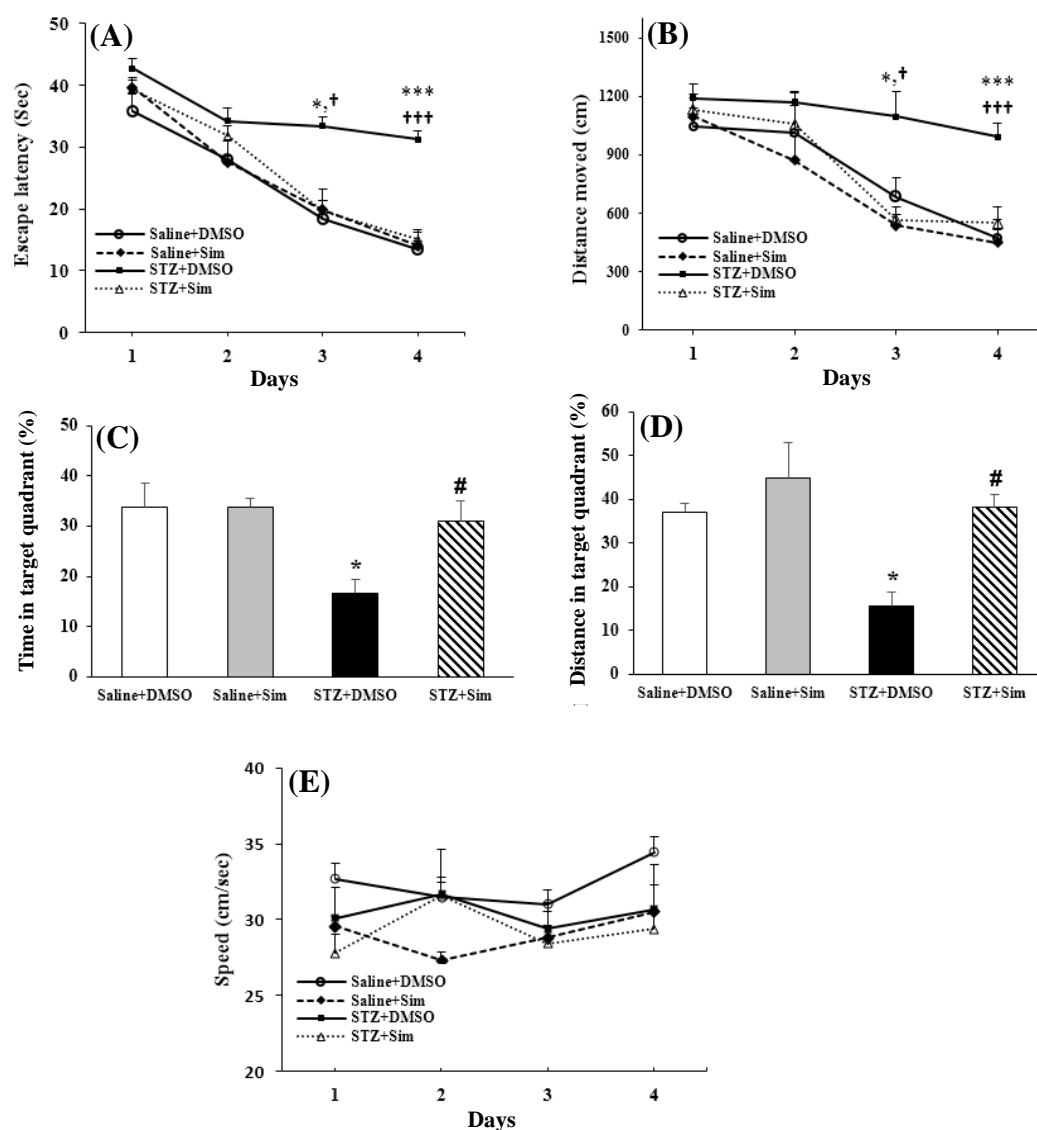 (A)
Escape latency (Sec)
50
40
30
20
10
0
*,†
***
†††
Saline+DMSO
Saline+Sim
STZ+DMSO
STZ+Sim
1 2 3 4
Days
(B)
Distance moved (cm)
1500
1200
900
600
300
0
*,†
***
†††
Saline+DMSO
Saline+Sim
STZ+DMSO
STZ+Sim
1 2 3 4
Days
(C)
Time in target quadrant (%)
50
40
30
20
10
0
*
#
Saline+DMSO Saline+Sim STZ+DMSO STZ+Sim
(D)
Distance in target quadrant (%)
60
50
40
30
20
10
0
*
#
Saline+DMSO Saline+Sim STZ+DMSO STZ+Sim
(E)
Speed (cm/sec)
40
35
30
25
20
Saline+DMSO
Saline+Sim
STZ+DMSO
STZ+Sim
1 2 3 4
Days